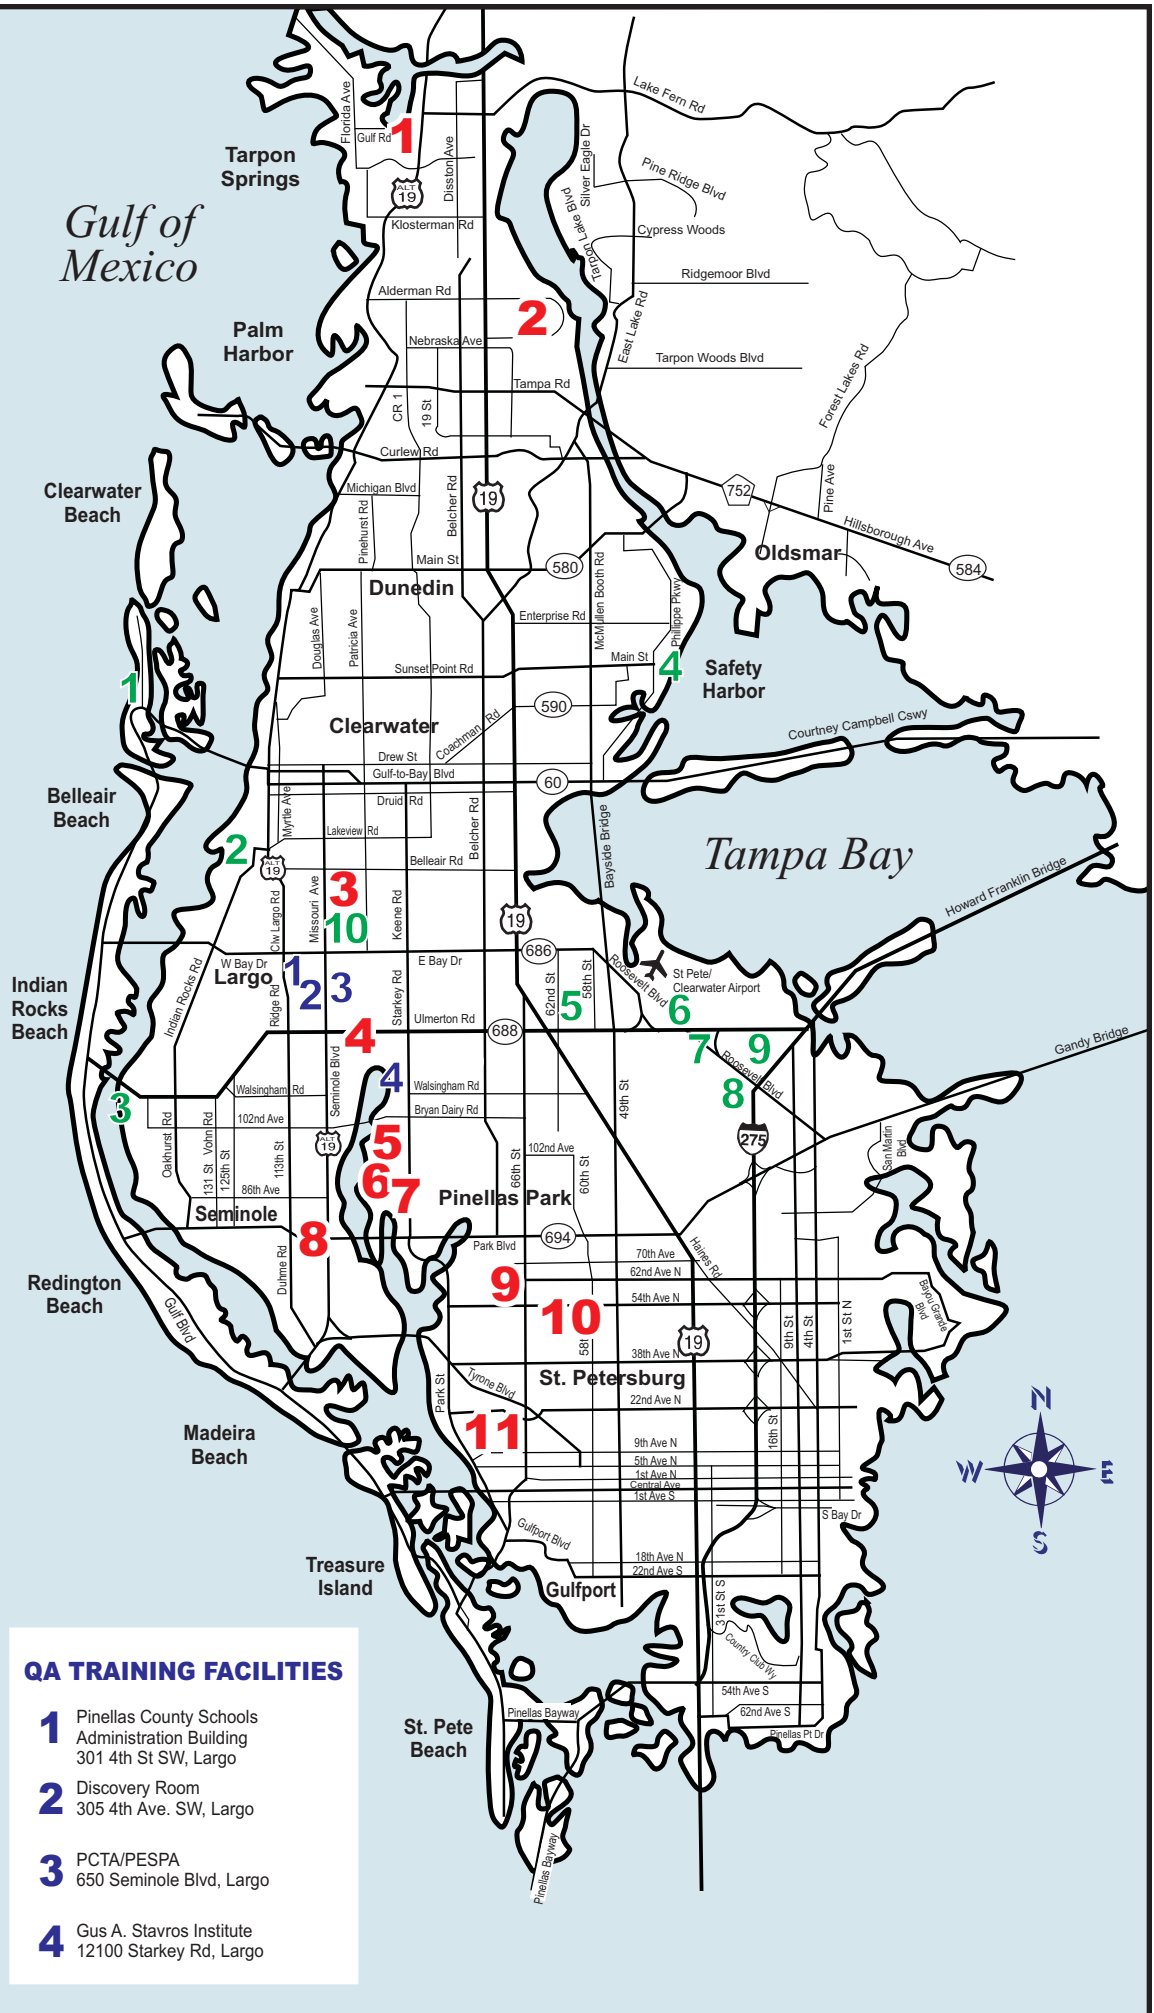 Lake Fern Rd
Florida Ave
Gulf Rd
1
Disston Ave
Silver Eagle Dr
Pine Ridge Blvd
Tarpon
Springs
ALT
19
Tarpon Lake Blvd
Klosterman Rd
Cypress Woods
Gulf of
Mexico
Ridgemoor Blvd
Alderman Rd
2
East Lake Rd
Palm
Harbor
Nebraska Ave
Tarpon Woods Blvd
Forest Lakes Rd
Tampa Rd
CR 1
19 St
Curlew Rd
Clearwater
Beach
Michigan Blvd
Belcher Rd
19
752
Pine Ave
Pinehurst Rd
Hillsborough Ave
Main St
580
Oldsmar
584
Dunedin
McMullen Booth Rd
Phillippe Pkwy
Douglas Ave
Patricia Ave
Enterprise Rd
Sunset Point Rd
Main St
4
Safety
Harbor
1
590
Clearwater
Coachman Rd
Courtney Campbell Cswy
Drew St
Gulf-to-Bay Blvd
60
Belleair
Beach
Myrtle Ave
Druid Rd
Belcher Rd
Lakeview Rd
Bayside Bridge
2
Tampa Bay
ALT
19
Belleair Rd
Howard Franklin Bridge
Clw Largo Rd
Missouri Ave
3
10
Keene Rd
19
686
W Bay Dr
E Bay Dr
Largo
1
2
3
Indian Rocks Rd
Ridge Rd
Starkey Rd
62nd St
58th St
5
Roosevelt Blvd
St Pete/
Clearwater Airport
6
Indian
Rocks
Beach
Ulmerton Rd
688
4
7
9
Gandy Bridge
Seminole Blvd
4
Roosevelt Blvd
8
Walsingham Rd
Walsingham Rd
49th St
3
102nd Ave
Bryan Dairy Rd
Oakhurst Rd
131 St
Vohn Rd
125th St
113th St
ALT
19
5
275
San Martin
Blvd
102nd Ave
66th St
60th St
6
7
86th Ave
Pinellas Park
Seminole
8
694
Park Blvd
Haines Rd
Duhme Rd
70th Ave
62nd Ave N
9
Redington
Beach
54th Ave N
10
Bayou Grande
Blvd
Gulf Blvd
9th St
4th St
1st St N
19
38th Ave N
St. Petersburg
Park St
Tyrone Blvd
22nd Ave N
11
16th St
N
Madeira
Beach
9th Ave N
5th Ave N
1st Ave N
Central Ave
1st Ave S
W
E
S Bay Dr
Gulfport Blvd
S
Treasure
Island
18th Ave N
22nd Ave S
Gulfport
31st St S
Country Club Wy
54th Ave S
62nd Ave S
Pinellas Bayway
Pinellas Pt Dr
St. Pete
Beach
Pinellas Bayway
QA TRAINING FACILITIES
1
Pinellas County Schools
Administration Building
301 4th St SW, Largo
2
Discovery Room
305 4th Ave. SW, Largo
3
PCTA/PESPA
650 Seminole Blvd, Largo
4
Gus A. Stavros Institute
12100 Starkey Rd, Largo